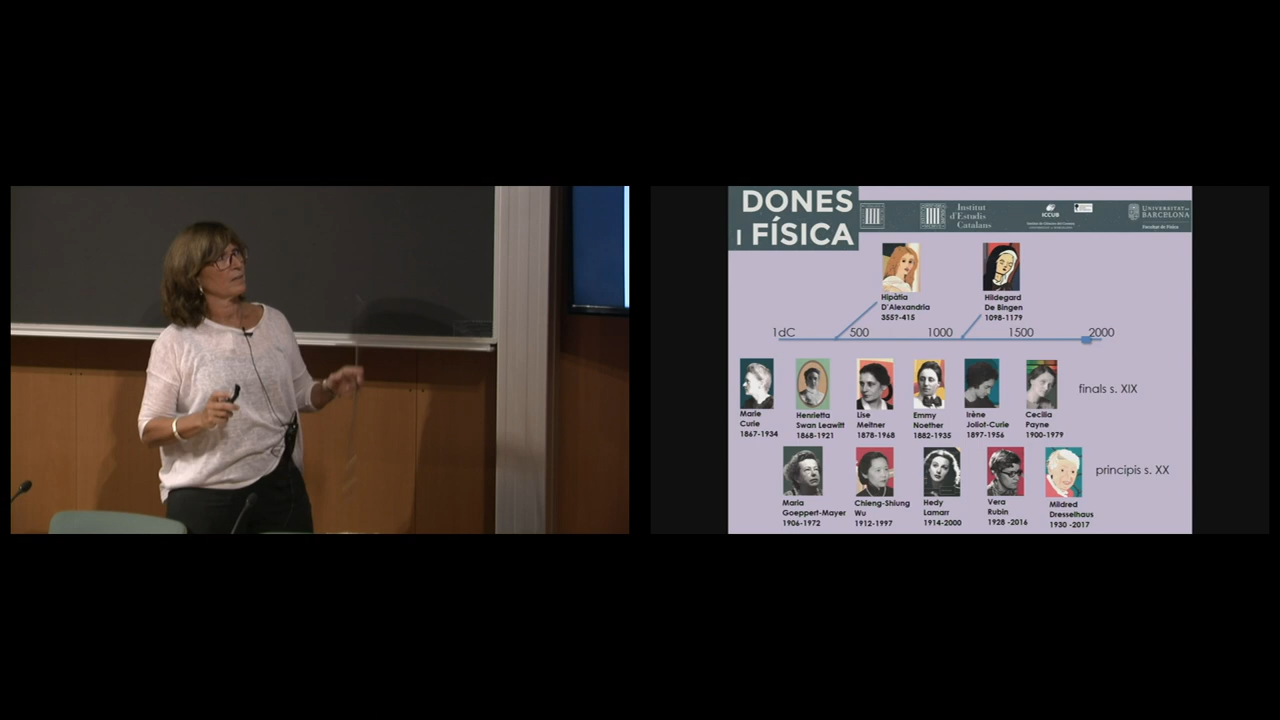 DONES
I FÍSICA
Institut
d'Estudis
Catalans
ICCUB
UNIVERSITAT DE
BARCELONA
Facultat de Física
Hipàtia
D'Alexandria
355?-415
Hildegard
De Bingen
1098-1179
1dC 500 1000 1500 2000
Marie
Curie
1867-1934
Henrietta
Swan Leawitt
1868-1921
Lise
Meitner
1878-1968
Emmy
Noether
1882-1935
Irène
Joliot-Curie
1897-1956
Cecilia
Payne
1900-1979
finals s. XIX
Maria
Goeppert-Mayer
1906-1972
Chieng-Shiung
Wu
1912-1997
Hedy
Lamarr
1914-2000
Vera
Rubin
1928 -2016
Mildred
Dresselhaus
1930 -2017
principis s. XX